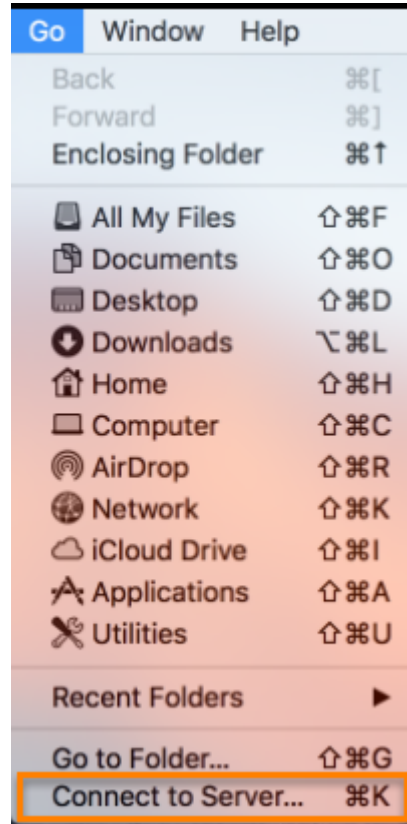 Go Window Help
Back ⌘[
Forward ⌘]
Enclosing Folder ⌘↑
All My Files ⇧⌘F
Documents ⇧⌘O
Desktop ⇧⌘D
Downloads ⌥⌘L
Home ⇧⌘H
Computer ⇧⌘C
AirDrop ⇧⌘R
Network ⇧⌘K
iCloud Drive ⇧⌘I
Applications ⇧⌘A
Utilities ⇧⌘U
Recent Folders ▶
Go to Folder... ⇧⌘G
Connect to Server... ⌘K